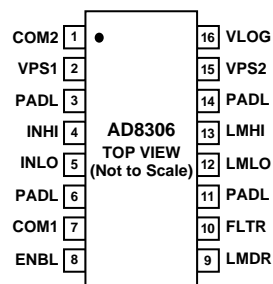 COM2 1 16 VLOG
VPS1 2 15 VPS2
PADL 3 14 PADL
INHI 4 AD8306 13 LMHI
TOP VIEW
INLO 5 (Not to Scale) 12 LMLO
PADL 6 11 PADL
COM1 7 10 FLTR
ENBL 8 9 LMDR